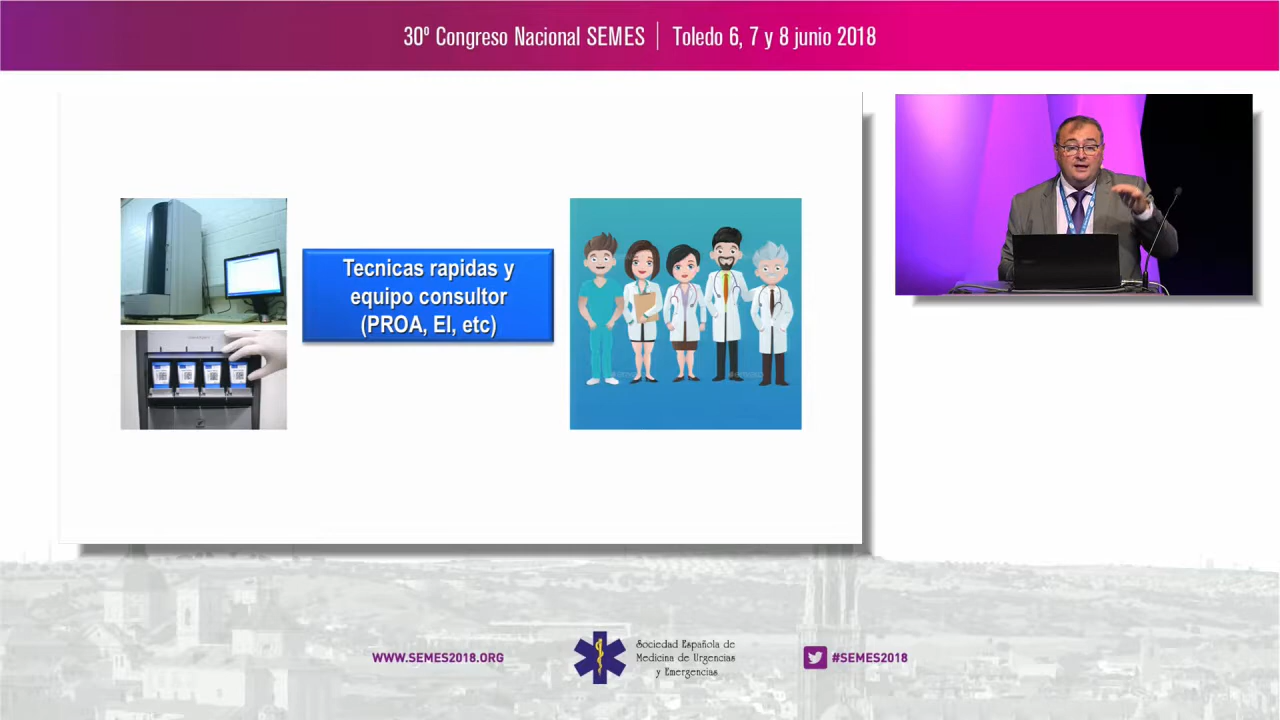 30º Congreso Nacional SEMES | Toledo 6, 7 y 8 junio 2018
Tecnicas rapidas y
equipo consultor
(PROA, EI, etc)
WWW.SEMES2018.ORG
Sociedad Española de
Medicina de Urgencias
y Emergencias
#SEMES2018